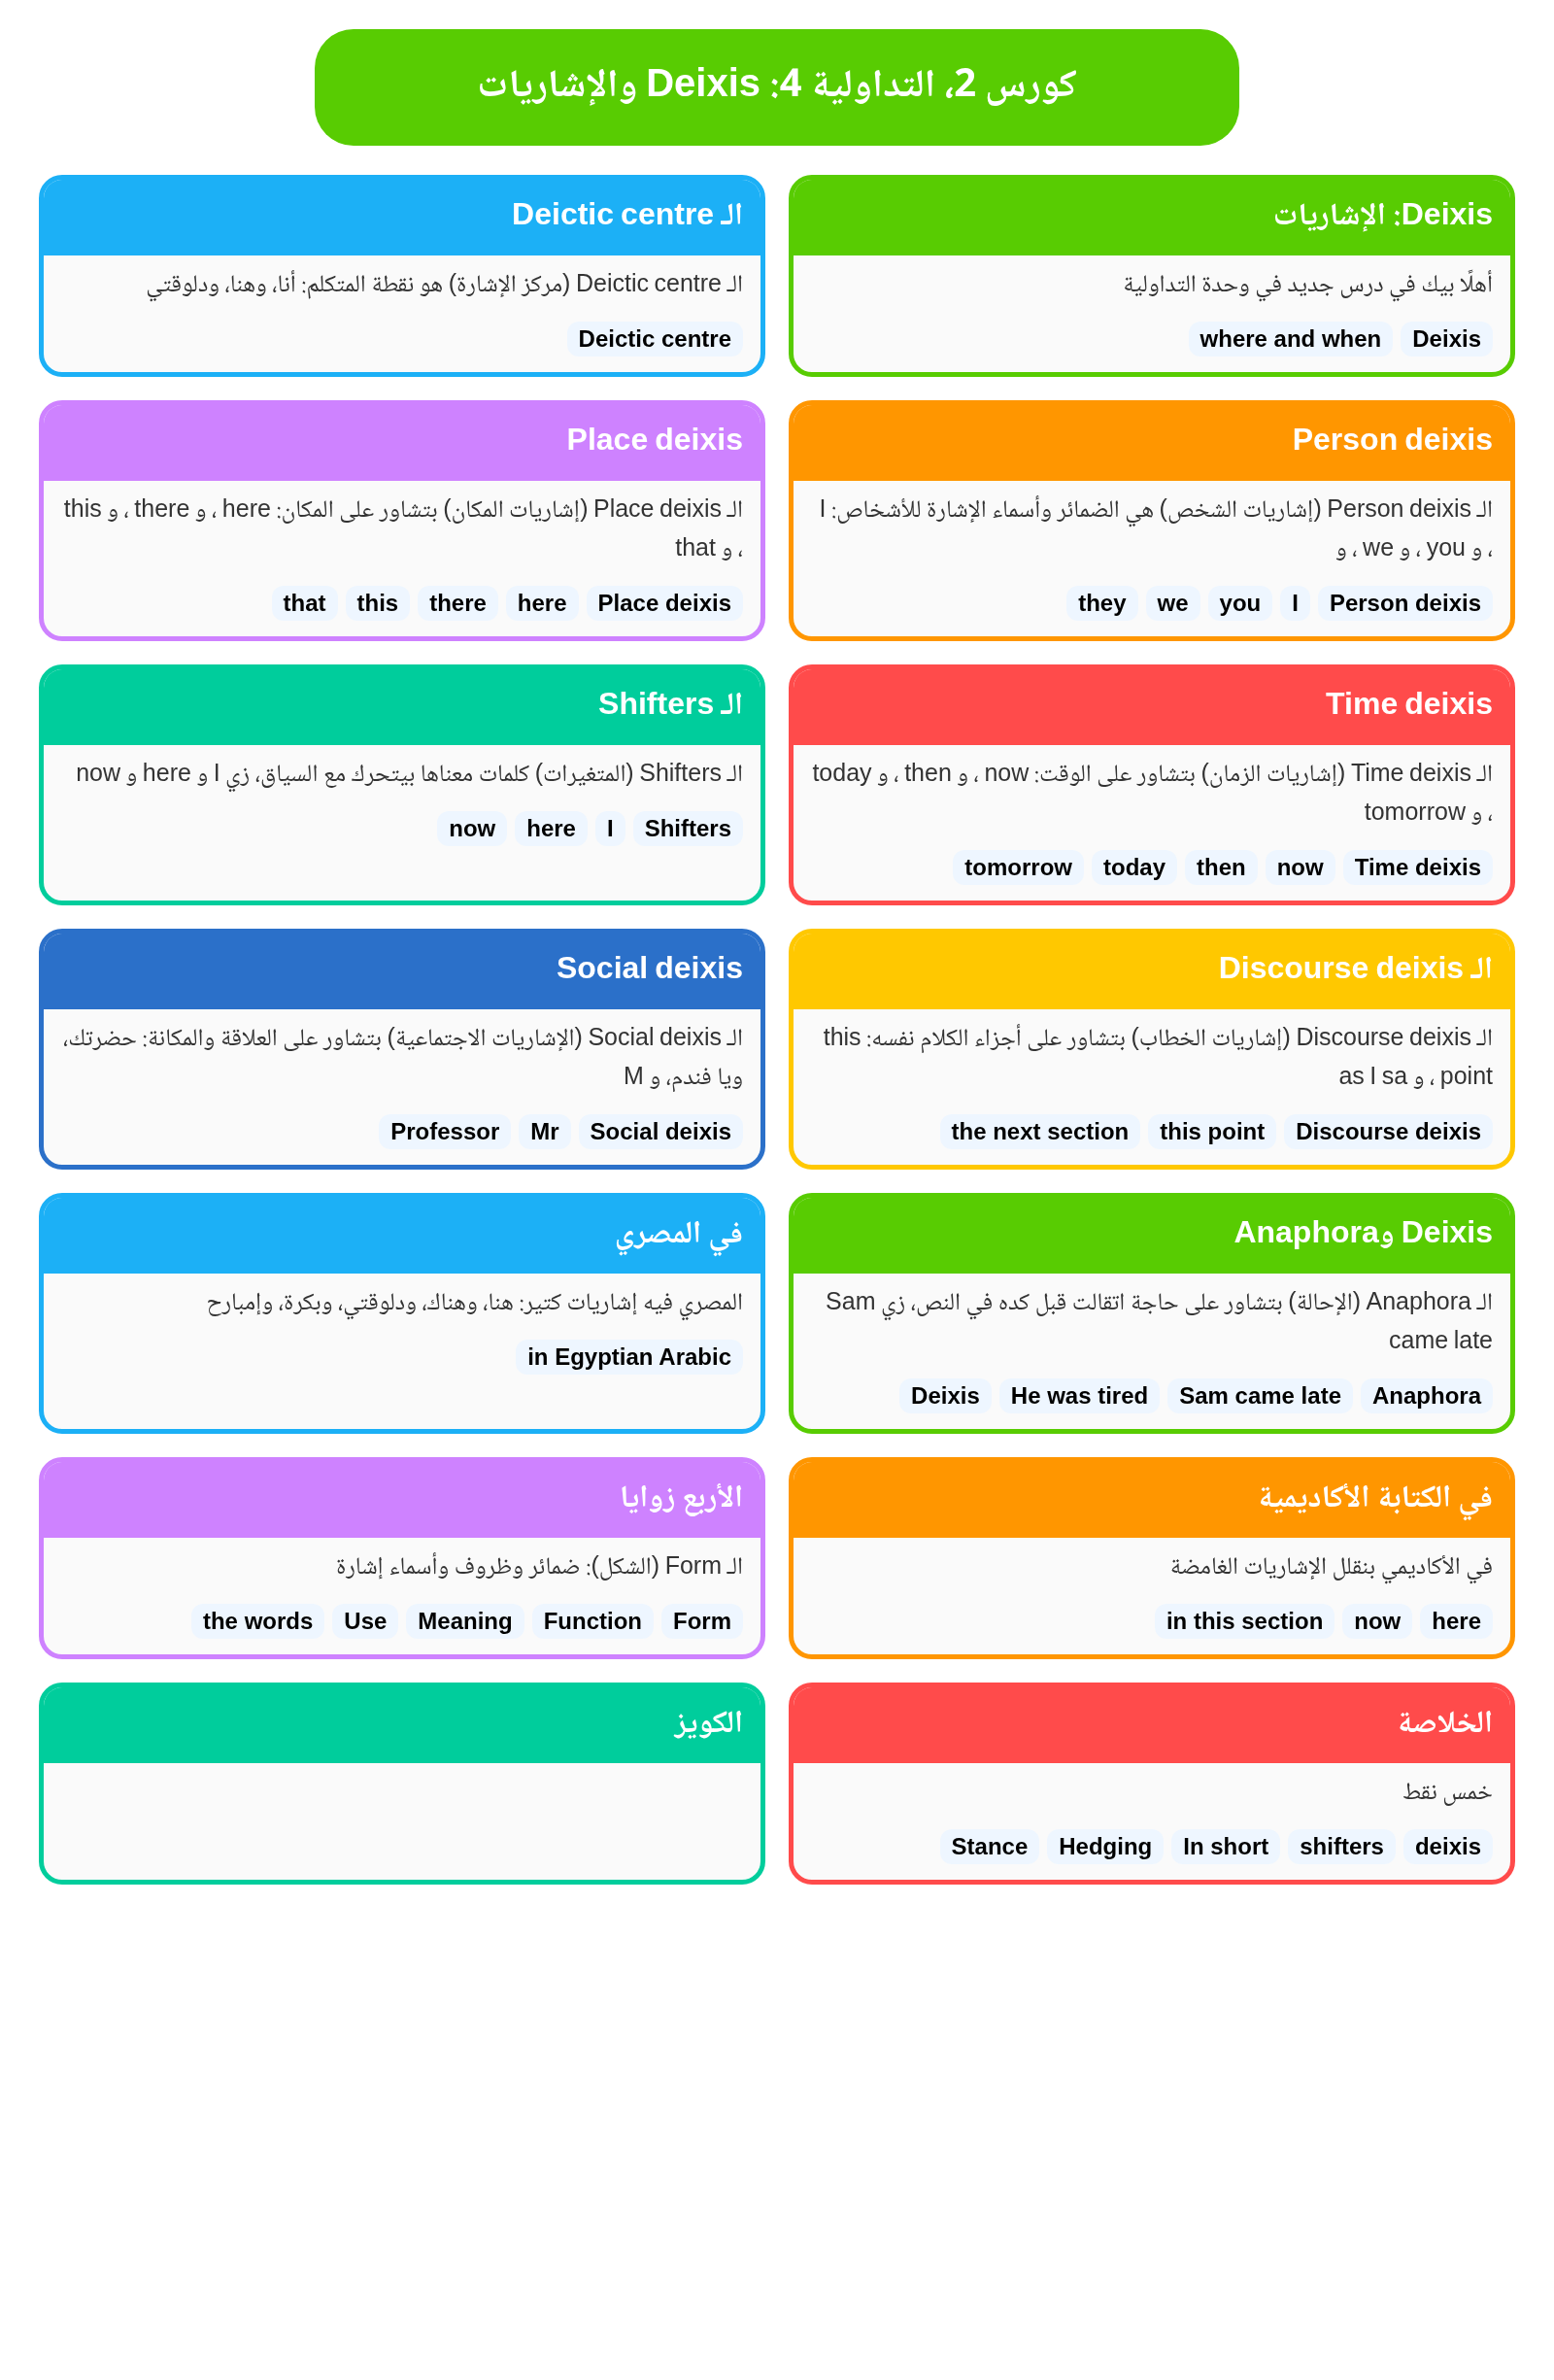 كورس 2، التداولية 4: Deixis والإشاريات
Deixis: الإشاريات
أهلًا بيك في درس جديد في وحدة التداولية
Deixis where and when
الـ Deictic centre
الـ Deictic centre (مركز الإشارة) هو نقطة المتكلم: أنا، وهنا، ودلوقتي
Deictic centre
Person deixis
الـ Person deixis (إشاريات الشخص) هي الضمائر وأسماء الإشارة للأشخاص: I
، و you ، و we ، و
Person deixis I you we they
Place deixis
الـ Place deixis (إشاريات المكان) بتشاور على المكان: here ، و there ، و this
، و that
Place deixis here there this that
Time deixis
الـ Time deixis (إشاريات الزمان) بتشاور على الوقت: now ، و then ، و today
، و tomorrow
Time deixis now then today tomorrow
الـ Shifters
الـ Shifters (المتغيرات) كلمات معناها بيتحرك مع السياق، زي I و here و now
Shifters I here now
الـ Discourse deixis
الـ Discourse deixis (إشاريات الخطاب) بتشاور على أجزاء الكلام نفسه: this
point ، و as I sa
Discourse deixis this point the next section
Social deixis
الـ Social deixis (الإشاريات الاجتماعية) بتشاور على العلاقة والمكانة: حضرتك،
ويا فندم، و M
Social deixis Mr Professor
Deixis وAnaphora
الـ Anaphora (الإحالة) بتشاور على حاجة اتقالت قبل كده في النص، زي Sam
came late
Anaphora Sam came late He was tired Deixis
في المصري
المصري فيه إشاريات كتير: هنا، وهناك، ودلوقتي، وبكرة، وإمبارح
in Egyptian Arabic
في الكتابة الأكاديمية
في الأكاديمي بنقلل الإشاريات الغامضة
here now in this section
الأربع زوايا
الـ Form (الشكل): ضمائر وظروف وأسماء إشارة
Form Function Meaning Use the words
الخلاصة
خمس نقط
deixis shifters In short Hedging Stance
الكويز